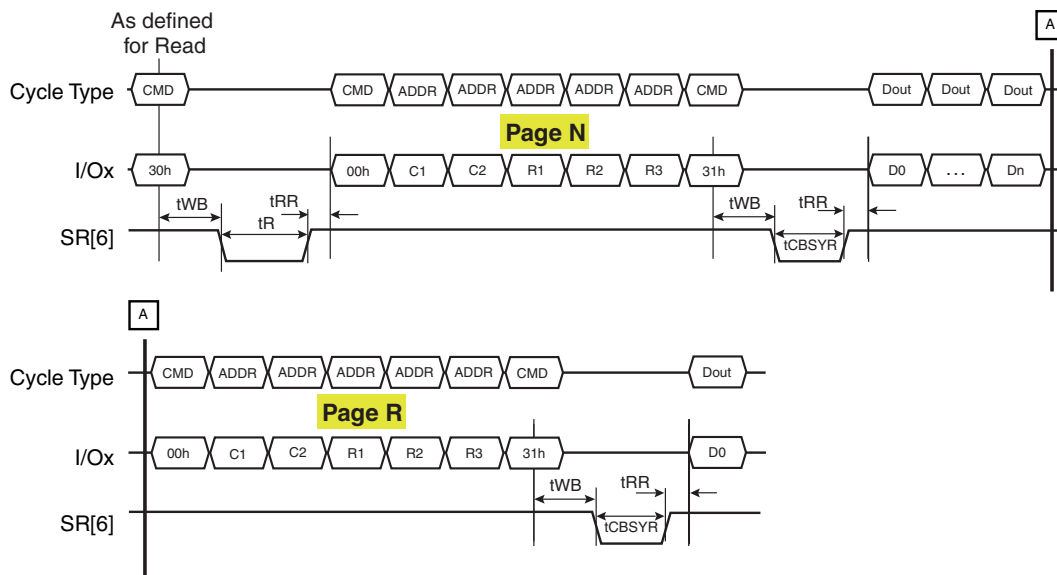 As defined
for Read
A
Cycle Type
CMD
CMD
ADDR
ADDR
ADDR
ADDR
ADDR
CMD
Dout
Dout
Dout
Page N
I/Ox
30h
00h
C1
C2
R1
R2
R3
31h
D0
...
Dn
tWB
tR
tRR
tWB
tRR
tCBSYR
SR[6]
A
Cycle Type
CMD
ADDR
ADDR
ADDR
ADDR
ADDR
CMD
Dout
Page R
I/Ox
00h
C1
C2
R1
R2
R3
31h
D0
tWB
tRR
tCBSYR
SR[6]